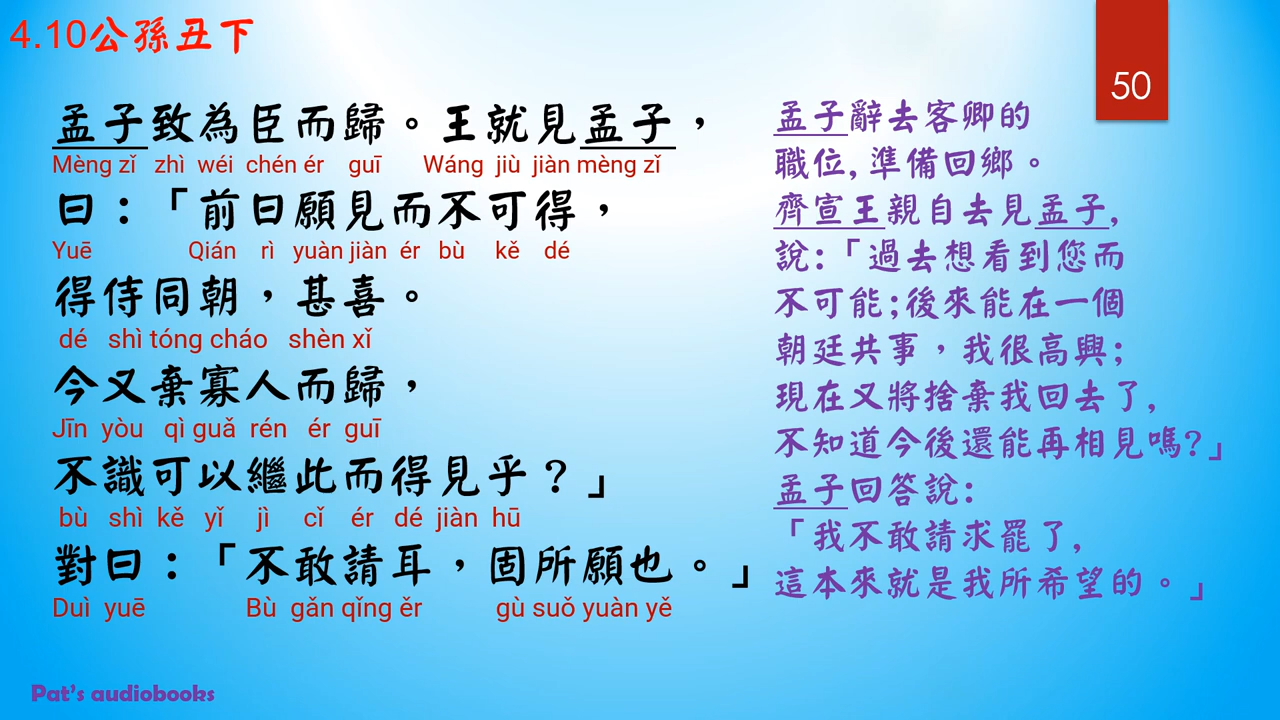 4.10公孫丑下
50
孟子致為臣而歸。王就見孟子，
Mèng zǐ zhì wéi chén ér guī Wáng jiù jiàn mèng zǐ
曰：「前日願見而不可得，
Yuē Qián rì yuàn jiàn ér bù kě dé
得侍同朝，甚喜。
dé shì tóng cháo shèn xǐ
今又棄寡人而歸，
Jīn yòu qì guǎ rén ér guī
不識可以繼此而得見乎？」
bù shì kě yǐ jì cǐ ér dé jiàn hū
對曰：「不敢請耳，固所願也。」
Duì yuē Bù gǎn qǐng ěr gù suǒ yuàn yě
孟子辭去客卿的
職位,準備回鄉。
齊宣王親自去見孟子,
說:「過去想看到您而
不可能;後來能在一個
朝廷共事，我很高興;
現在又將捨棄我回去了,
不知道今後還能再相見嗎?」
孟子回答說:
「我不敢請求罷了,
這本來就是我所希望的。」
Pat's audiobooks